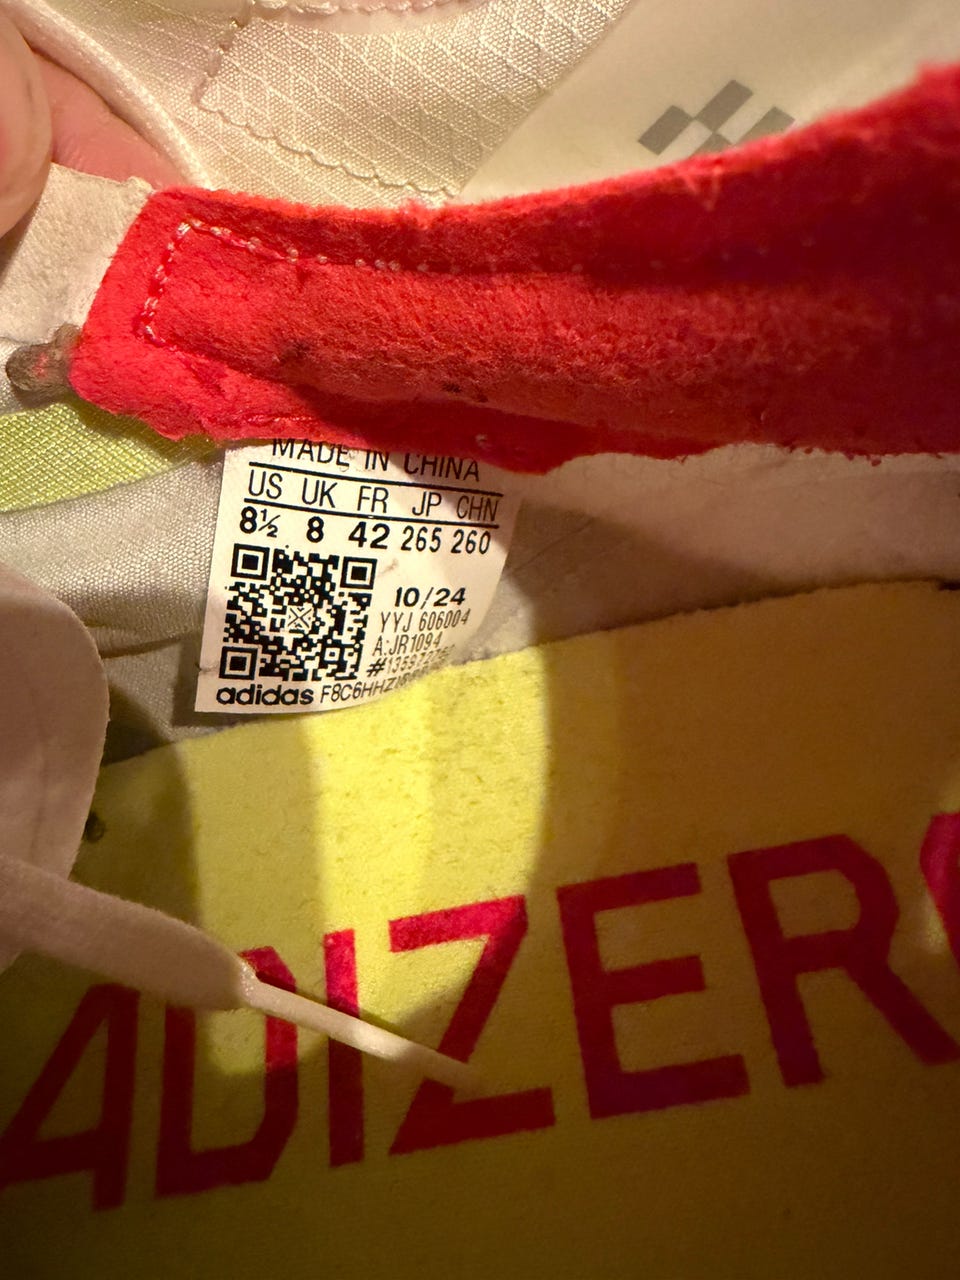 MADE IN CHINA
US UK FR JP CHN
8½ 8 42 265 260
10/24
YYJ 606004
A:JR1094
adidas
ADIZER